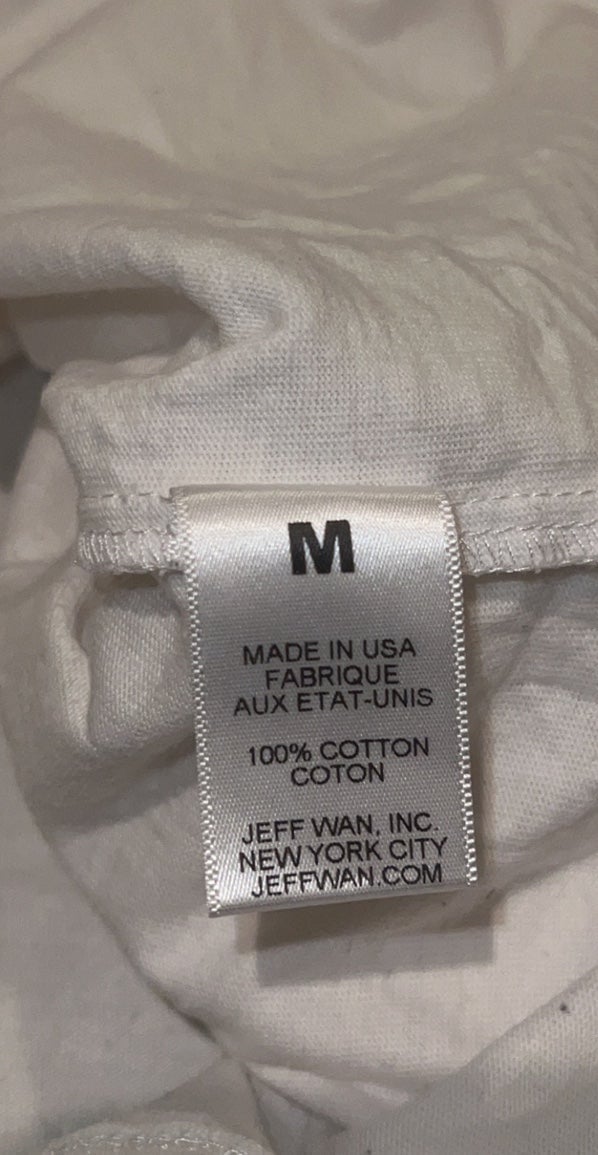 M
MADE IN USA
FABRIQUE
AUX ETAT-UNIS
100% COTTON
COTON
JEFF WAN, INC.
NEW YORK CITY
JEFFWAN.COM